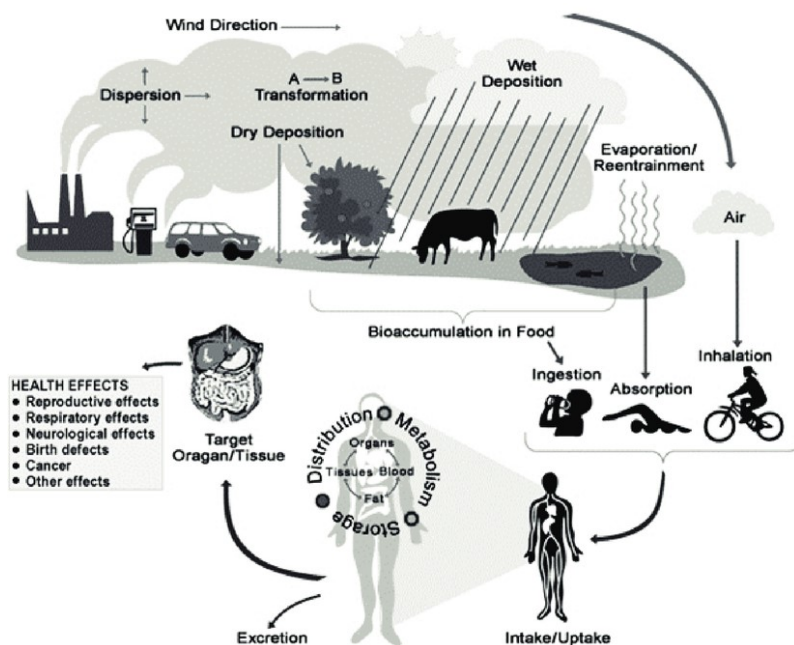 Wind Direction
Dispersion
A B
Transformation
Dry Deposition
Wet
Deposition
Evaporation/
Reentrainment
Air
Bioaccumulation in Food
Ingestion
Absorption
Inhalation
HEALTH EFFECTS
● Reproductive effects
● Respiratory effects
● Neurological effects
● Birth defects
● Cancer
● Other effects
Target
Oragan/Tissue
Distribution
Metabolism
Storage
Organs
Tissues
Blood
Fat
Excretion
Intake/Uptake